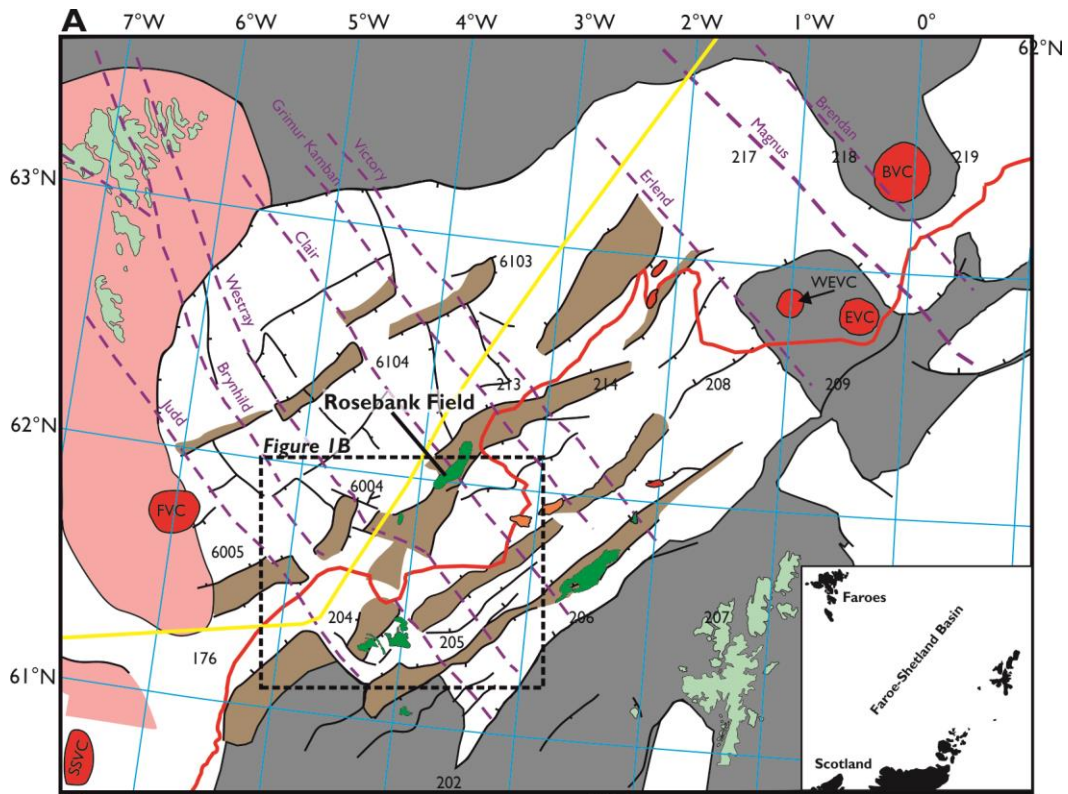 A
7°W 6°W 5°W 4°W 3°W 2°W 1°W 0°
62°N
63°N
62°N
61°N
Grimur Kamban
Victory
Clair
Westray
Brynhild
Judd
Erlend
Magnus
Brendan
217
218
219
BVC
WEVC
EVC
6103
6104
213
214
208
209
Rosebank Field
Figure 1B
6004
FVC
6005
204
205
206
207
176
SSVC
202
Faroes
Faroe-Shetland Basin
Scotland